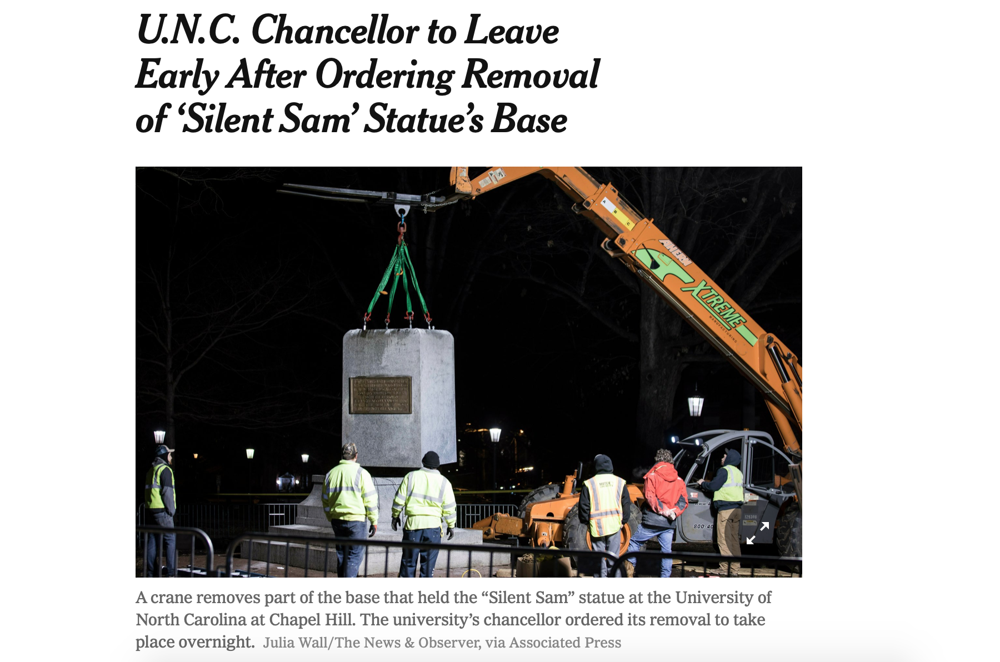 U.N.C. Chancellor to Leave
Early After Ordering Removal
of ‘Silent Sam’ Statue’s Base
A
B
C
AHERN
XTREME
MANUFACTURING
800-40
A crane removes part of the base that held the “Silent Sam” statue at the University of
North Carolina at Chapel Hill. The university’s chancellor ordered its removal to take
place overnight. Julia Wall/The News & Observer, via Associated Press